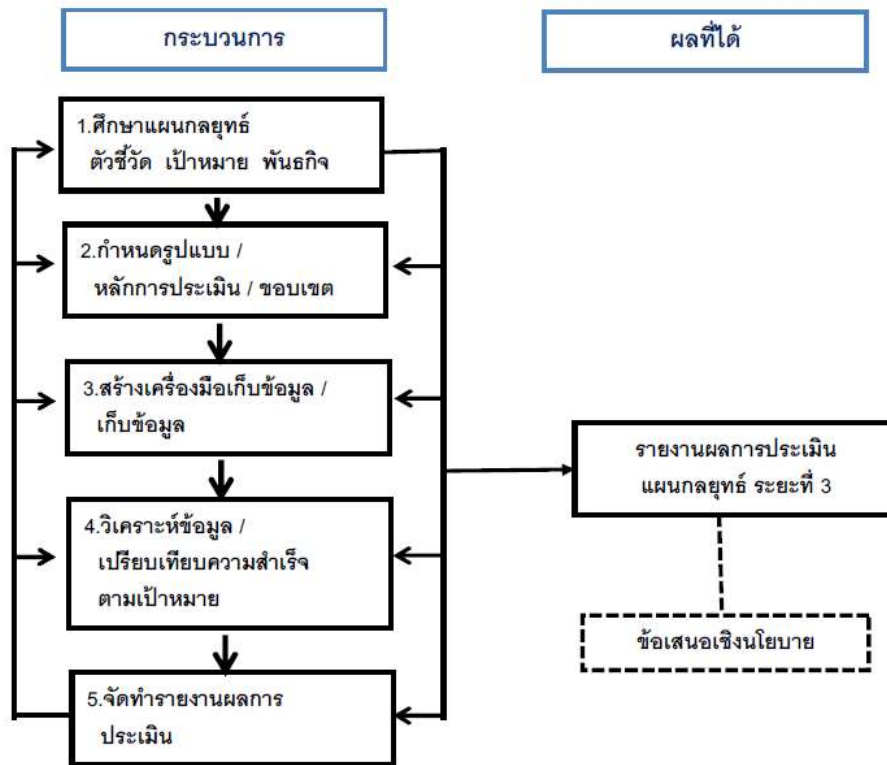 กระบวนการ
ผลที่ได้
1.ศึกษาแผนกลยุทธ์
ตัวชี้วัด เป้าหมาย พันธกิจ
2.กำหนดรูปแบบ /
หลักการประเมิน / ขอบเขต
3.สร้างเครื่องมือเก็บข้อมูล /
เก็บข้อมูล
รายงานผลการประเมิน
แผนกลยุทธ์ ระยะที่ 3
4.วิเคราะห์ข้อมูล /
เปรียบเทียบความสำเร็จ
ตามเป้าหมาย
ข้อเสนอเชิงนโยบาย
5.จัดทำรายงานผลการ
ประเมิน